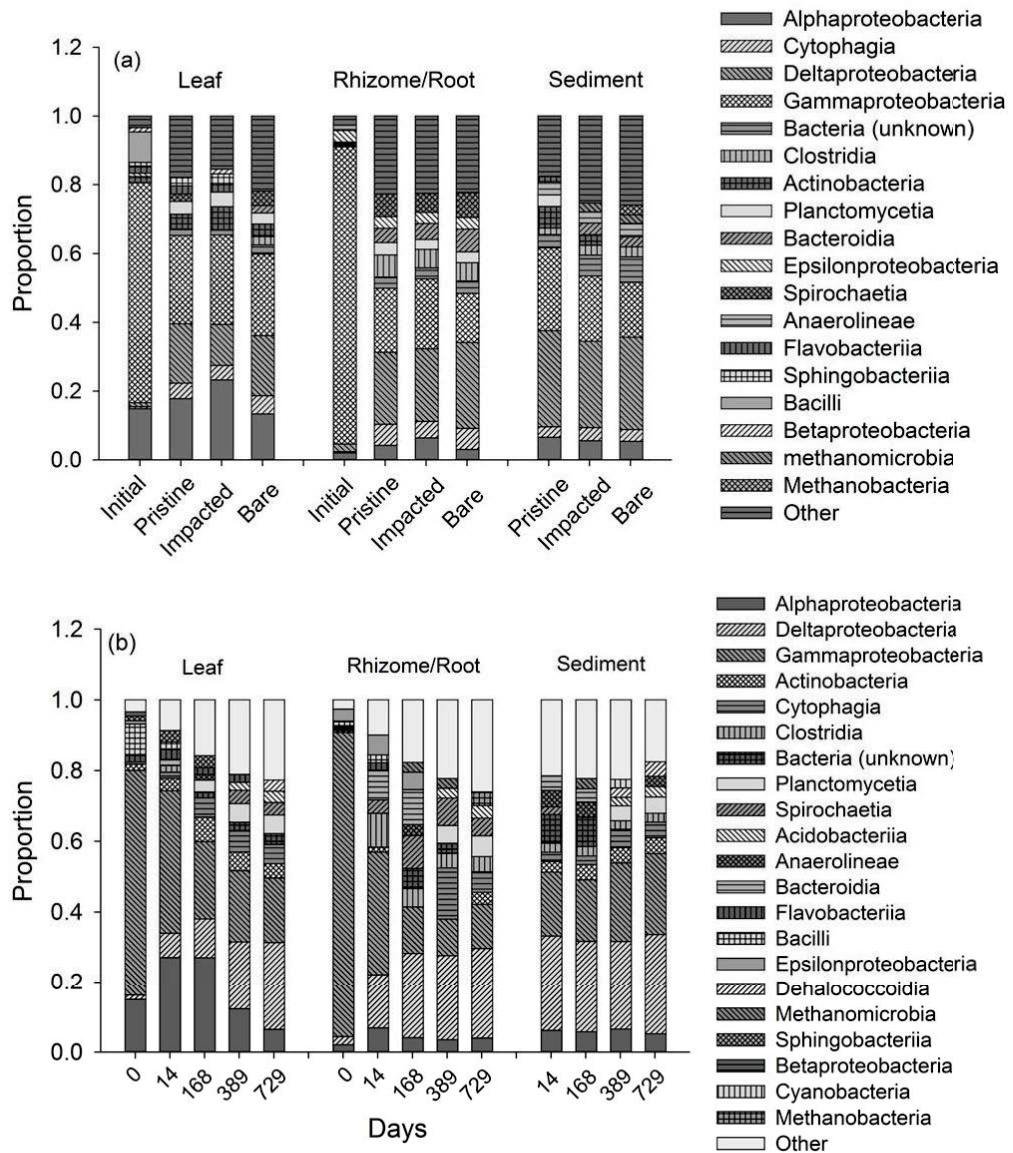 (a)
Leaf
Rhizome/Root
Sediment
Proportion
1.2
1.0
0.8
0.6
0.4
0.2
0.0
Initial
Pristine
Impacted
Bare
Initial
Pristine
Impacted
Bare
Pristine
Impacted
Bare
Alphaproteobacteria
Cytophagia
Deltaproteobacteria
Gammaproteobacteria
Bacteria (unknown)
Clostridia
Actinobacteria
Planctomycetia
Bacteroidia
Epsilonproteobacteria
Spirochaetia
Anaerolineae
Flavobacteriia
Sphingobacteriia
Bacilli
Betaproteobacteria
methanomicrobia
Methanobacteria
Other
(b)
Leaf
Rhizome/Root
Sediment
Proportion
1.2
1.0
0.8
0.6
0.4
0.2
0.0
0
14
168
389
729
0
14
168
389
729
14
168
389
729
Days
Alphaproteobacteria
Deltaproteobacteria
Gammaproteobacteria
Actinobacteria
Cytophagia
Clostridia
Bacteria (unknown)
Planctomycetia
Spirochaetia
Acidobacteriia
Anaerolineae
Bacteroidia
Flavobacteriia
Bacilli
Epsilonproteobacteria
Dehalococcoidia
Methanomicrobia
Sphingobacteriia
Betaproteobacteria
Cyanobacteria
Methanobacteria
Other